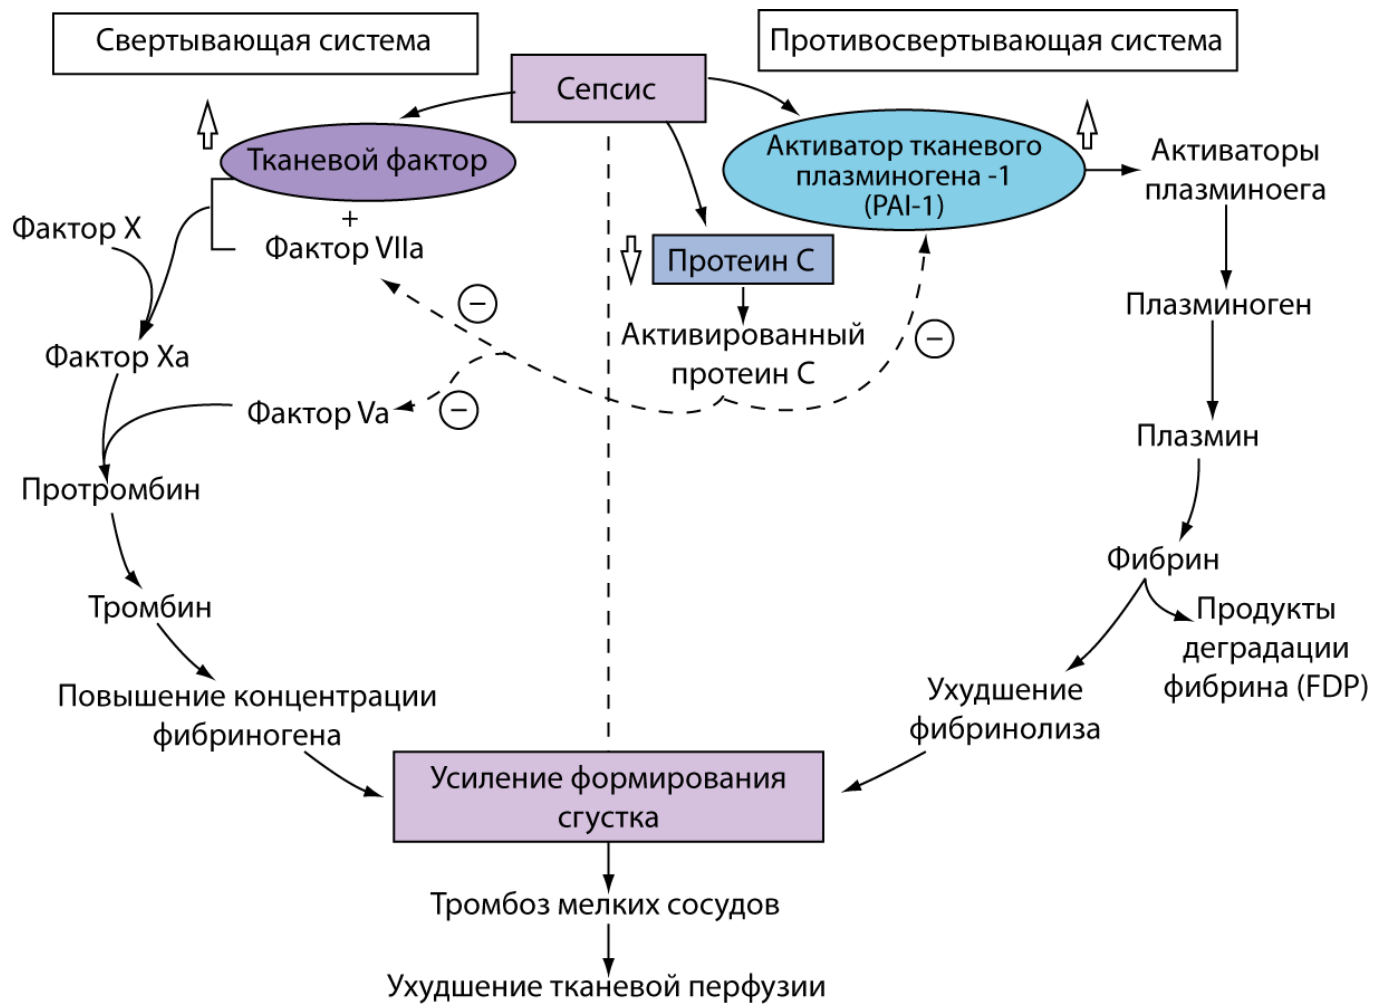 Свертывающая система
Противосвертывающая система
Сепсис
Тканевой фактор
+
Фактор VIIa
Фактор X
Фактор Xa
Фактор Va
Протромбин
Тромбин
Повышение концентрации
фибриногена
Протеин C
Активированный
протеин C
−
−
−
Активатор тканевого
плазминогена -1
(PAI-1)
Активаторы
плазминоега
Плазминоген
Плазмин
Фибрин
Продукты
деградации
фибрина (FDP)
Ухудшение
фибринолиза
Усиление формирования
сгустка
Тромбоз мелких сосудов
Ухудшение тканевой перфузии